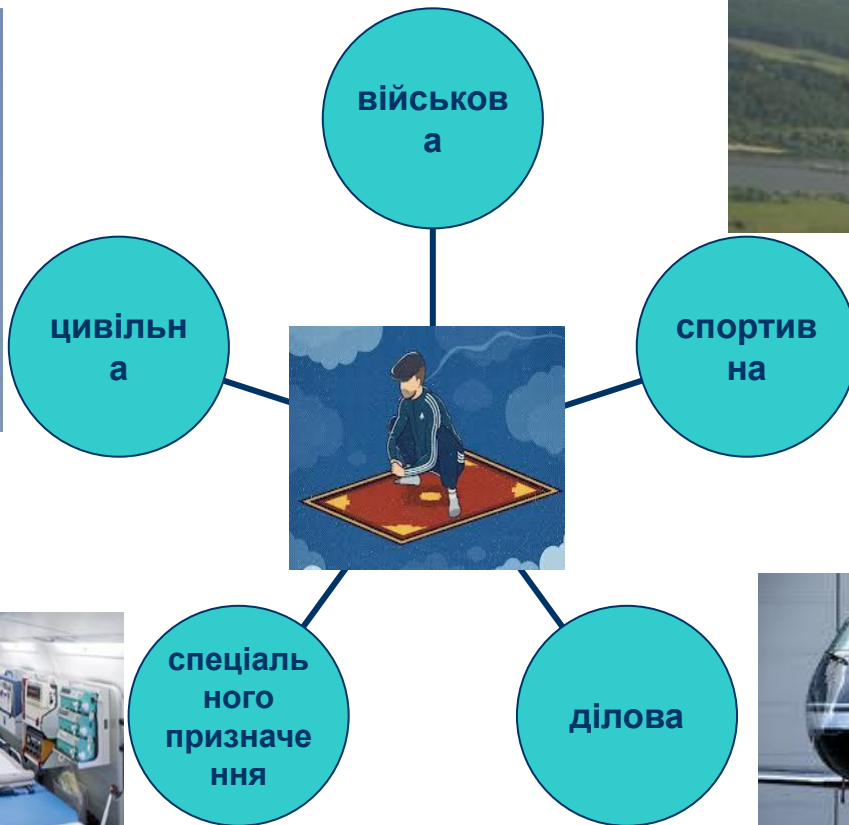 військов
а
цивільн
а
спортив
на
спеціаль
ного
призначе
ння
ділова